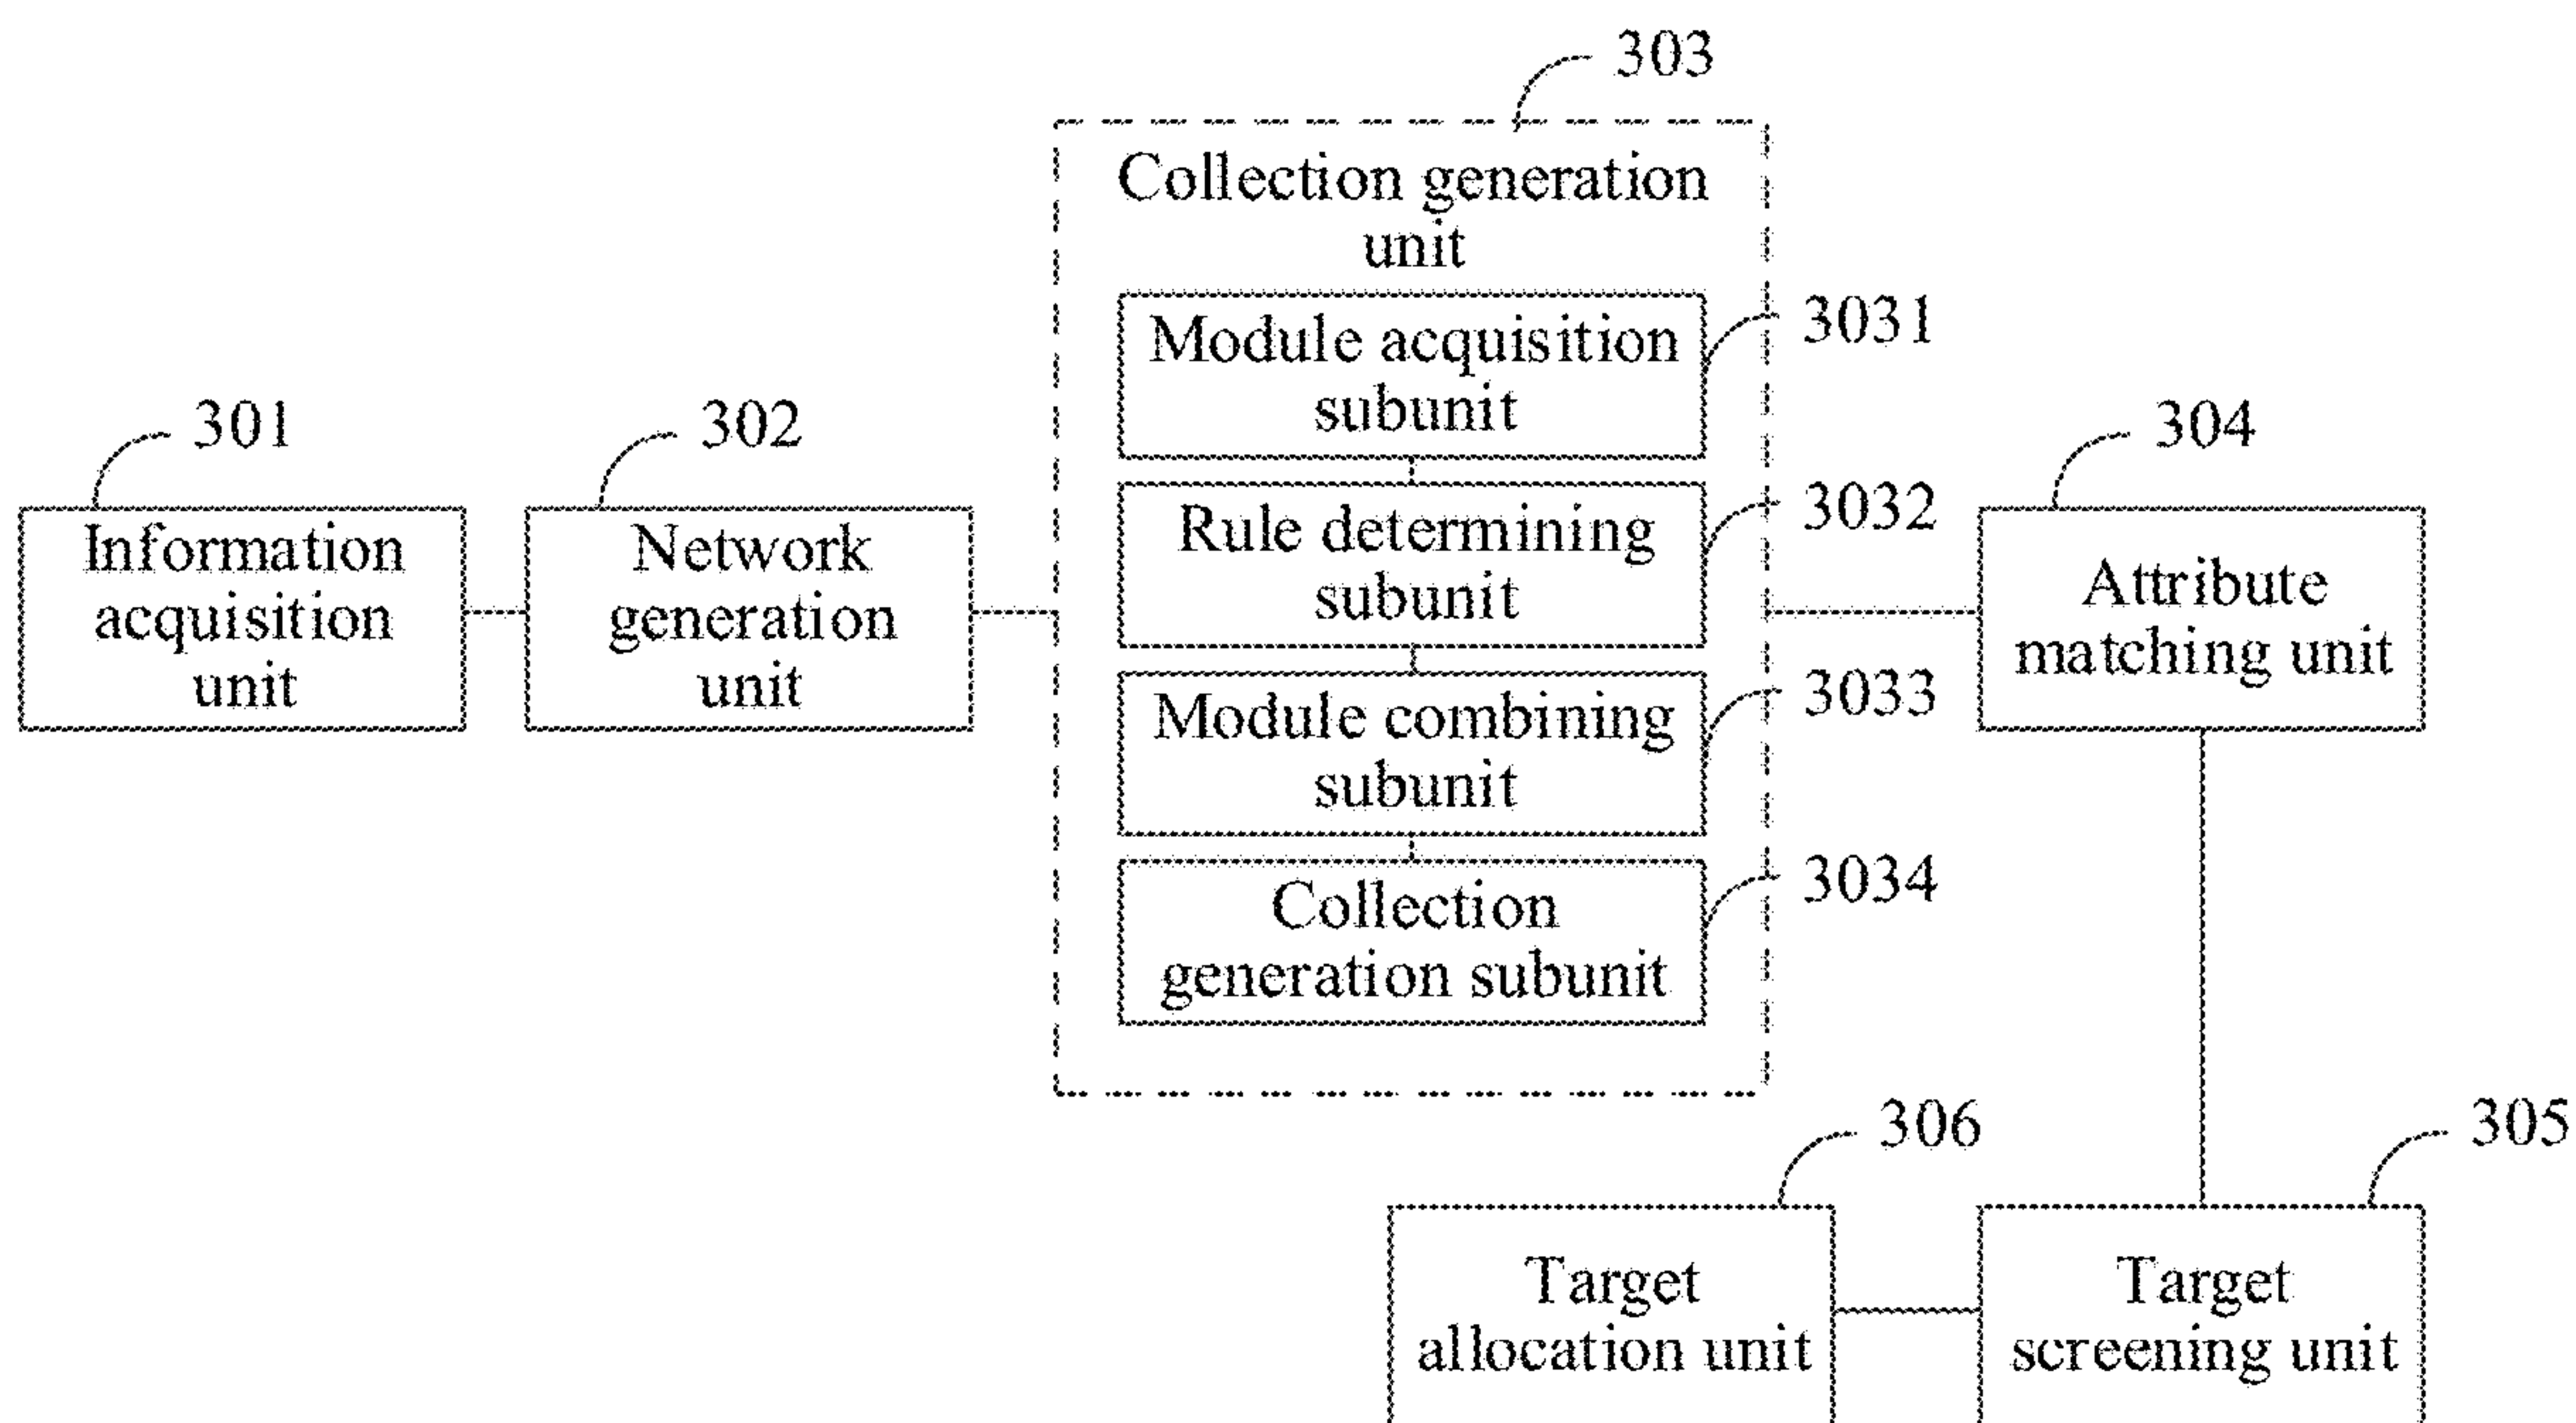 303
Collection generation
unit
Module acquisition
subunit
3031
Rule determining
subunit
3032
Module combining
subunit
3033
Collection
generation subunit
3034
301
Information
acquisition
unit
302
Network
generation
unit
304
Attribute
matching unit
306
Target
allocation unit
305
Target
screening unit